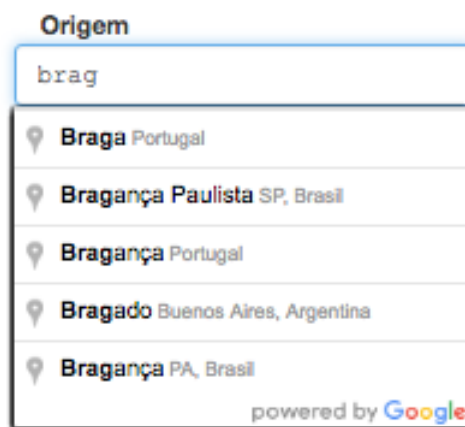 Origem
brag
Braga Portugal
Bragança Paulista SP, Brasil
Bragança Portugal
Bragado Buenos Aires, Argentina
Bragança PA, Brasil
powered by Google